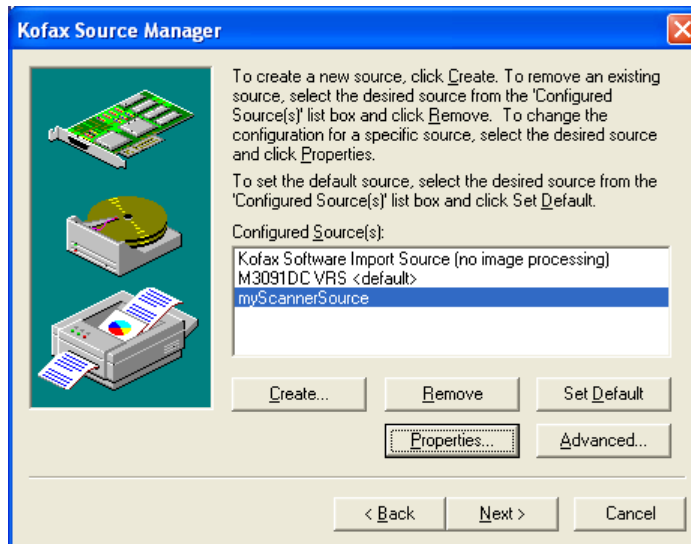 Kofax Source Manager
To create a new source, click Create. To remove an existing
source, select the desired source from the 'Configured
Source(s)' list box and click Remove. To change the
configuration for a specific source, select the desired source
and click Properties.
To set the default source, select the desired source from the
'Configured Source(s)' list box and click Set Default.
Configured Source(s):
Kofax Software Import Source (no image processing)
M3091DC VRS <default>
myScannerSource
Create... Remove Set Default
Properties... Advanced...
< Back Next > Cancel